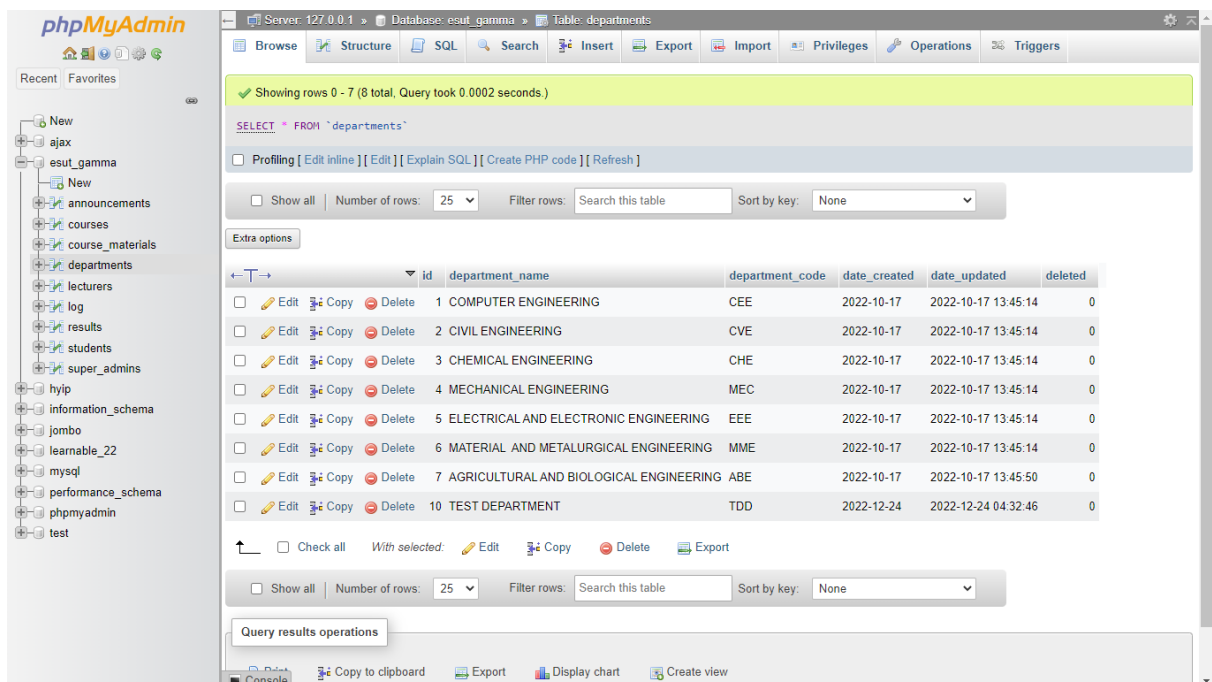 phpMyAdmin
Recent Favorites
New
ajax
esut_gamma
New
announcements
courses
course_materials
departments
lecturers
log
results
students
super_admins
hyip
information_schema
jombo
learnable_22
mysql
performance_schema
phpmyadmin
test
Server: 127.0.0.1 » Database: esut_gamma » Table: departments
Browse Structure SQL Search Insert Export Import Privileges Operations Triggers
Showing rows 0 - 7 (8 total, Query took 0.0002 seconds.)
SELECT * FROM `departments`
Profiling [ Edit inline ] [ Edit ] [ Explain SQL ] [ Create PHP code ] [ Refresh ]
Show all | Number of rows: 25 Filter rows: Search this table Sort by key: None
Extra options
←T→ id department_name department_code date_created date_updated deleted
Edit Copy Delete 1 COMPUTER ENGINEERING CEE 2022-10-17 2022-10-17 13:45:14 0
Edit Copy Delete 2 CIVIL ENGINEERING CVE 2022-10-17 2022-10-17 13:45:14 0
Edit Copy Delete 3 CHEMICAL ENGINEERING CHE 2022-10-17 2022-10-17 13:45:14 0
Edit Copy Delete 4 MECHANICAL ENGINEERING MEC 2022-10-17 2022-10-17 13:45:14 0
Edit Copy Delete 5 ELECTRICAL AND ELECTRONIC ENGINEERING EEE 2022-10-17 2022-10-17 13:45:14 0
Edit Copy Delete 6 MATERIAL AND METALURGICAL ENGINEERING MME 2022-10-17 2022-10-17 13:45:14 0
Edit Copy Delete 7 AGRICULTURAL AND BIOLOGICAL ENGINEERING ABE 2022-10-17 2022-10-17 13:45:50 0
Edit Copy Delete 10 TEST DEPARTMENT TDD 2022-12-24 2022-12-24 04:32:46 0
Check all With selected: Edit Copy Delete Export
Show all | Number of rows: 25 Filter rows: Search this table Sort by key: None
Query results operations
Print Copy to clipboard Export Display chart Create view
Console